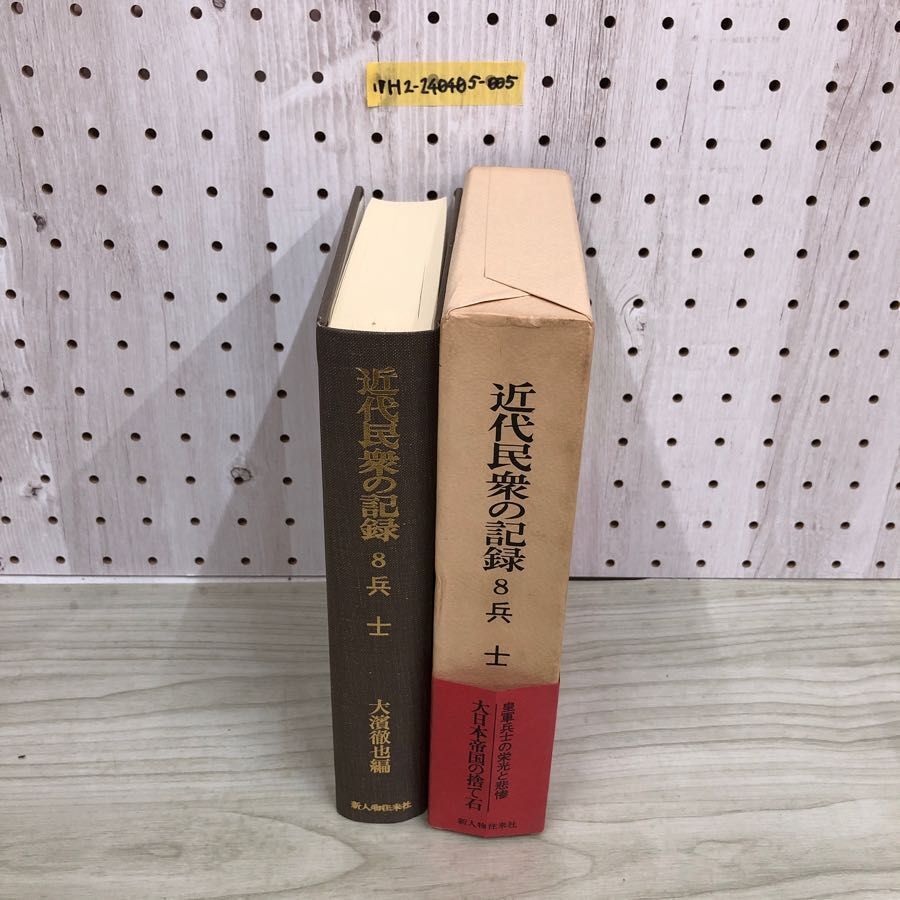 1▼H2-240405-005
近代民衆の記録
8 兵士
大濱徹也編
新人物往来社
近代民衆の記録
8 兵士
皇軍兵士の栄光と悲惨
大日本帝国の捨て石
新人物往来社